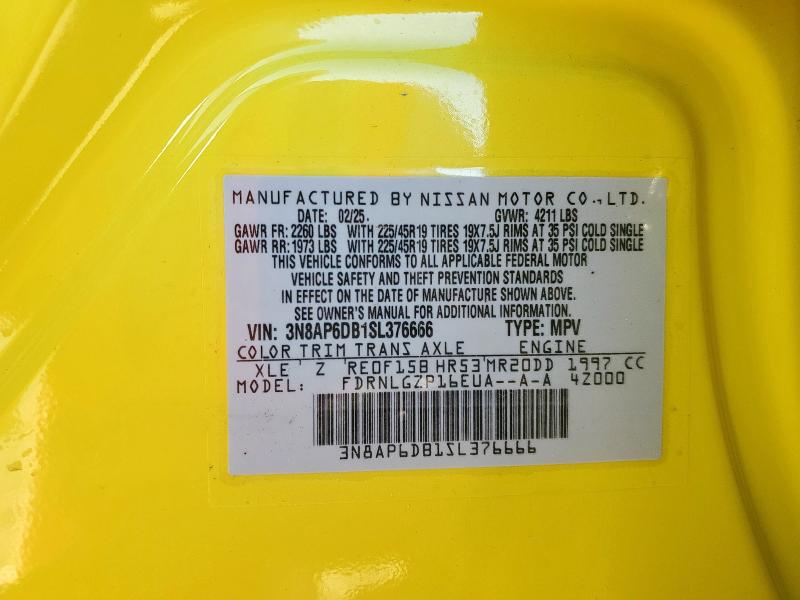 MANUFACTURED BY NISSAN MOTOR CO., LTD.
DATE: 02/25. GVWR: 4211 LBS
GAWR FR: 2260 LBS WITH 225/45R19 TIRES 19X7.5J RIMS AT 35 PSI COLD SINGLE
GAWR RR: 1973 LBS WITH 225/45R19 TIRES 19X7.5J RIMS AT 35 PSI COLD SINGLE
THIS VEHICLE CONFORMS TO ALL APPLICABLE FEDERAL MOTOR
VEHICLE SAFETY AND THEFT PREVENTION STANDARDS
IN EFFECT ON THE DATE OF MANUFACTURE SHOWN ABOVE.
SEE OWNER'S MANUAL FOR ADDITIONAL INFORMATION.
VIN: 3N8AP6DB1SL376666 TYPE: MPV
COLOR TRIM TRANS AXLE ENGINE
XLE' Z 'RE0F15B HR53'MR20DD 1997 CC
MODEL: FDRNLGZP16EUA--A-A 4Z000
3N8AP6DB1SL376666